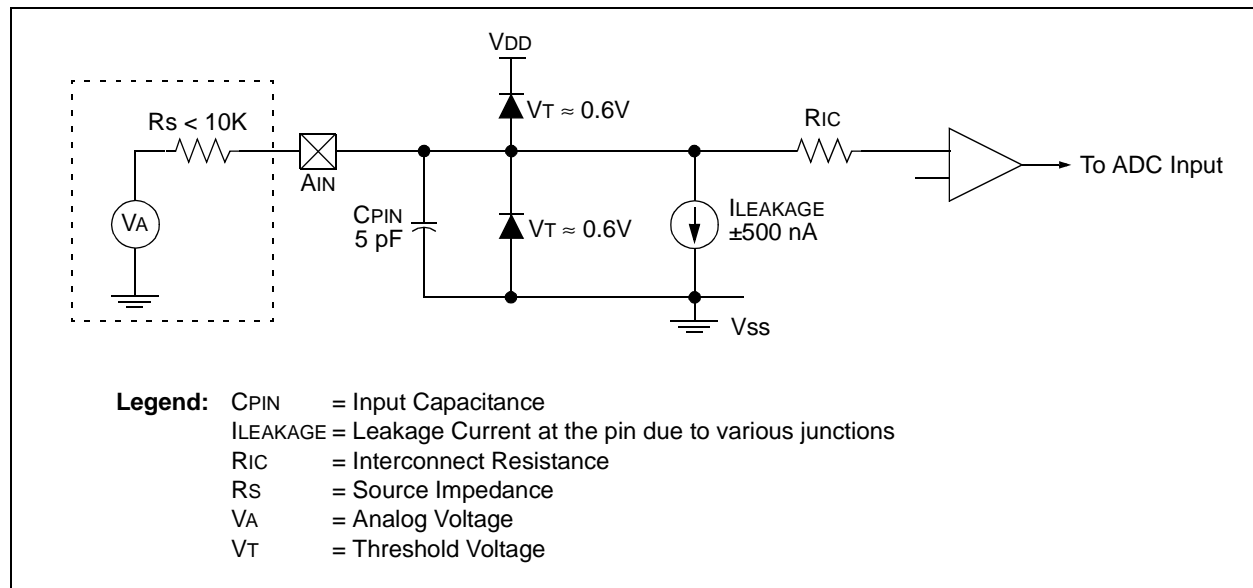 VDD
Rs < 10K
VT ≈ 0.6V
RIC
AIN
To ADC Input
VA
CPIN
5 pF
VT ≈ 0.6V
ILEAKAGE
±500 nA
Vss
Legend: CPIN = Input Capacitance
ILEAKAGE = Leakage Current at the pin due to various junctions
RIC = Interconnect Resistance
RS = Source Impedance
VA = Analog Voltage
VT = Threshold Voltage